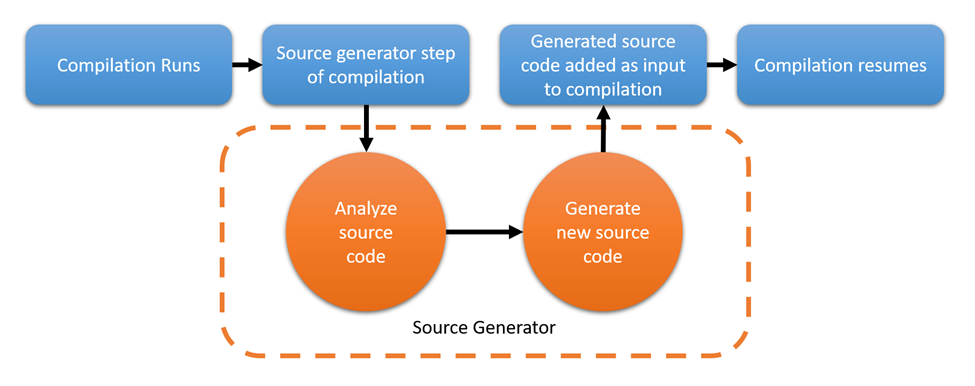 Compilation Runs
Source generator step
of compilation
Generated source
code added as input
to compilation
Compilation resumes
Analyze
source
code
Generate
new source
code
Source Generator